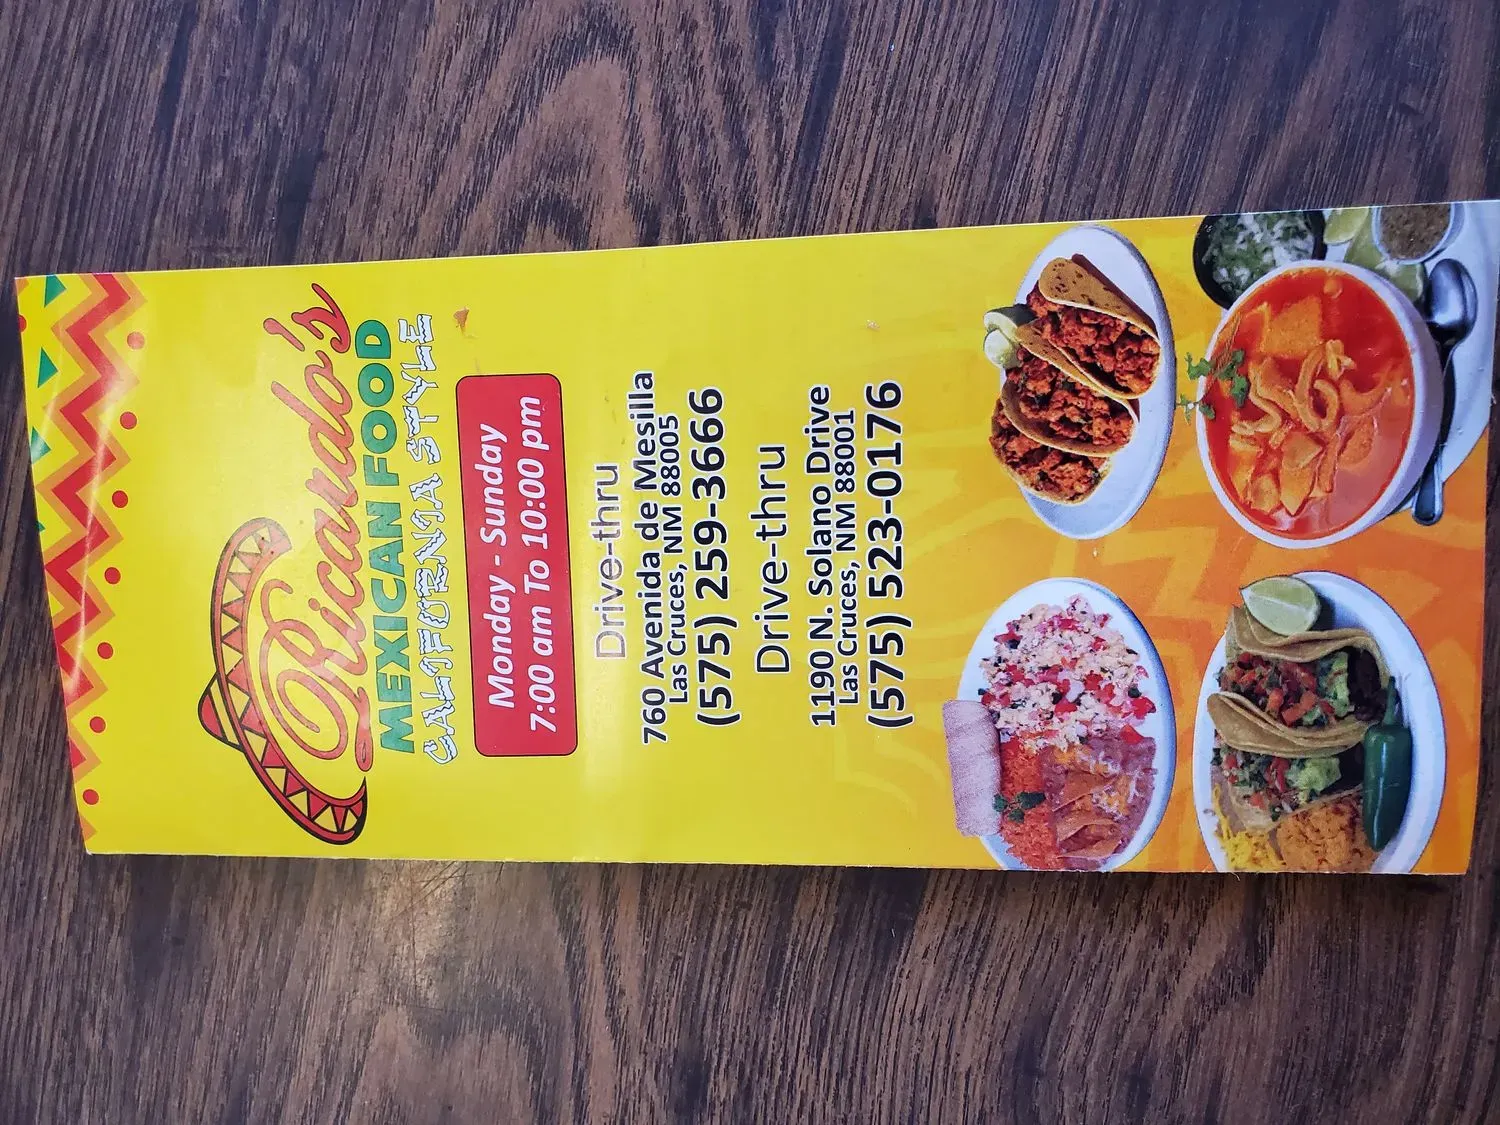 Ricardo's
MEXICAN FOOD
CALIFORNIA STYLE
Monday - Sunday
7:00 am To 10:00 pm
Drive-thru
760 Avenida de Mesilla
Las Cruces, NM 88005
(575) 259-3666
Drive-thru
1190 N. Solano Drive
Las Cruces, NM 88001
(575) 523-0176